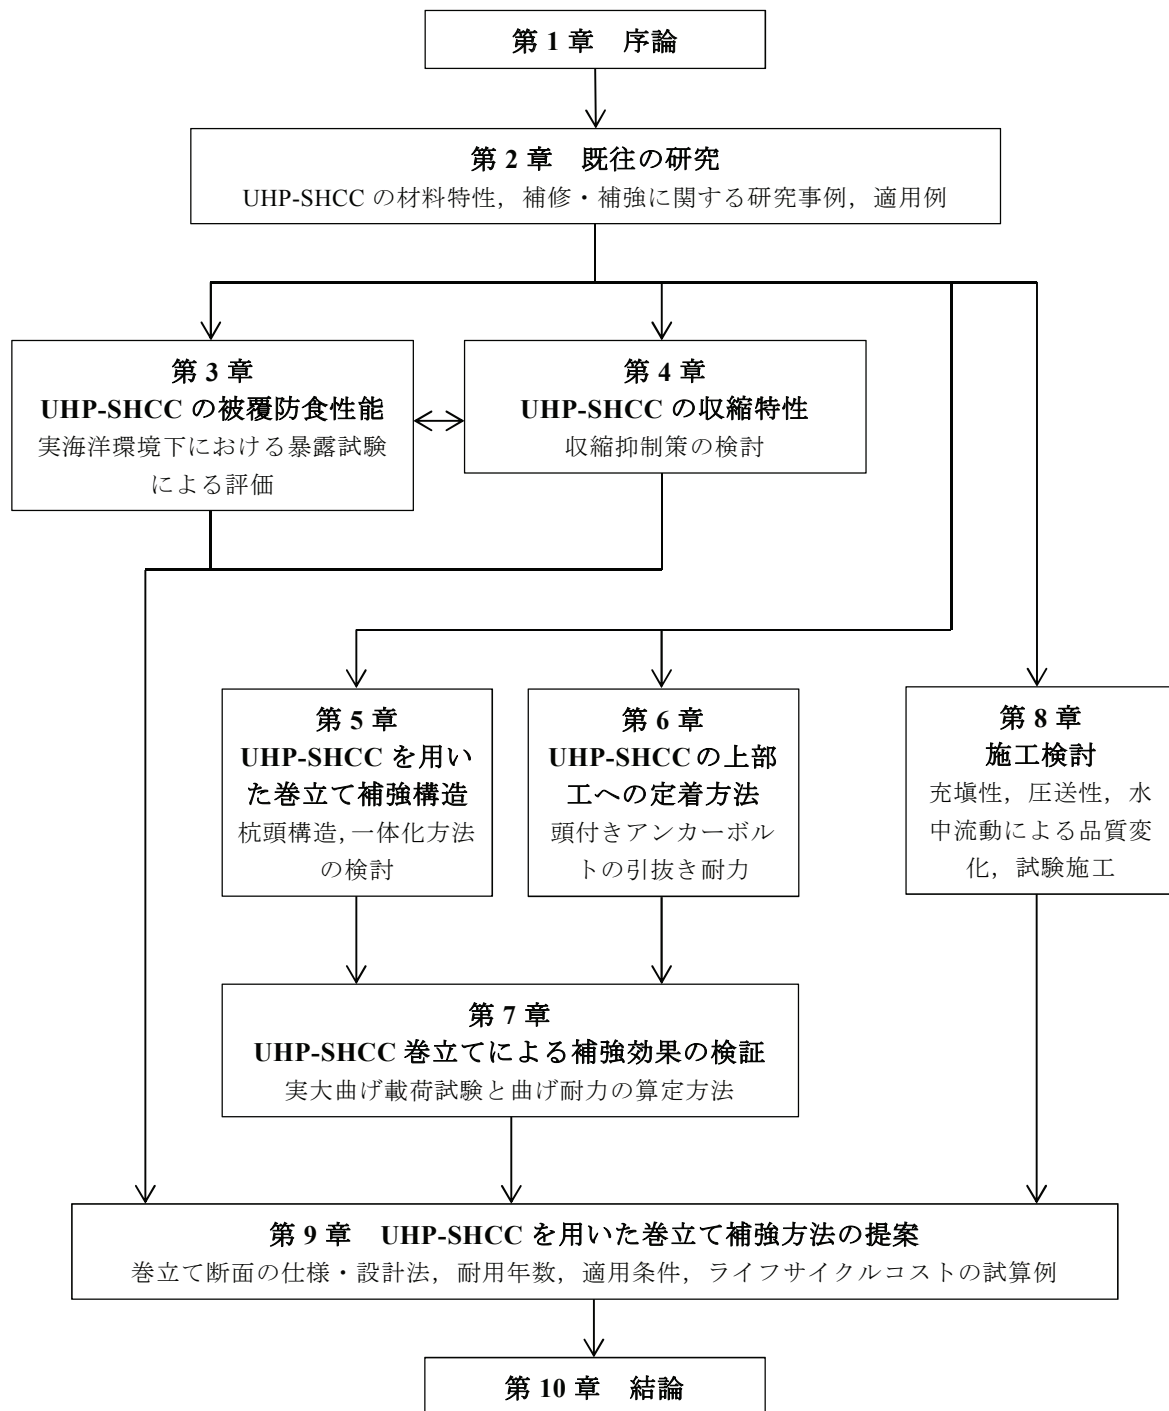 第 1 章　序論
第 2 章　既往の研究
UHP-SHCC の材料特性，補修・補強に関する研究事例，適用例
第 3 章
UHP-SHCC の被覆防食性能
実海洋環境下における暴露試験
による評価
第 4 章
UHP-SHCC の収縮特性
収縮抑制策の検討
第 5 章
UHP-SHCC を用い
た巻立て補強構造
杭頭構造，一体化方法
の検討
第 6 章
UHP-SHCC の上部
工への定着方法
頭付きアンカーボル
トの引抜き耐力
第 8 章
施工検討
充塡性，圧送性，水
中流動による品質変
化，試験施工
第 7 章
UHP-SHCC 巻立てによる補強効果の検証
実大曲げ載荷試験と曲げ耐力の算定方法
第 9 章　UHP-SHCC を用いた巻立て補強方法の提案
巻立て断面の仕様・設計法，耐用年数，適用条件，ライフサイクルコストの試算例
第 10 章　結論